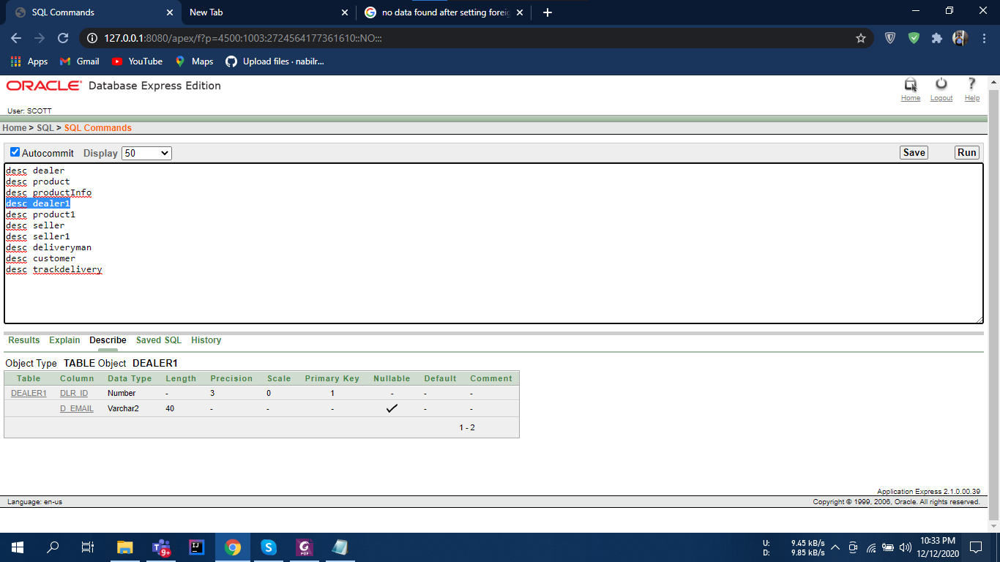 SQL Commands
New Tab
no data found after setting foreig
127.0.0.1:8080/apex/f?p=4500:1003:2724564177361610::NO:::
Apps Gmail YouTube Maps Upload files · nabilr...
ORACLE Database Express Edition
Home Logout Help
User: SCOTT
Home > SQL > SQL Commands
Autocommit Display 50 Save Run
desc dealer
desc product
desc productInfo
desc dealer1
desc product1
desc seller
desc seller1
desc deliveryman
desc customer
desc trackdelivery
Results Explain Describe Saved SQL History
Object Type TABLE Object DEALER1
Table Column Data Type Length Precision Scale Primary Key Nullable Default Comment
DEALER1 DLR_ID Number - 3 0 1 - - -
D_EMAIL Varchar2 40 - - - ✓ - -
1 - 2
Application Express 2.1.0.00.39
Language: en-us Copyright © 1999, 2006, Oracle. All rights reserved.
9+ IJ S PDF
U: 9.45 kB/s
D: 9.85 kB/s
10:33 PM
12/12/2020